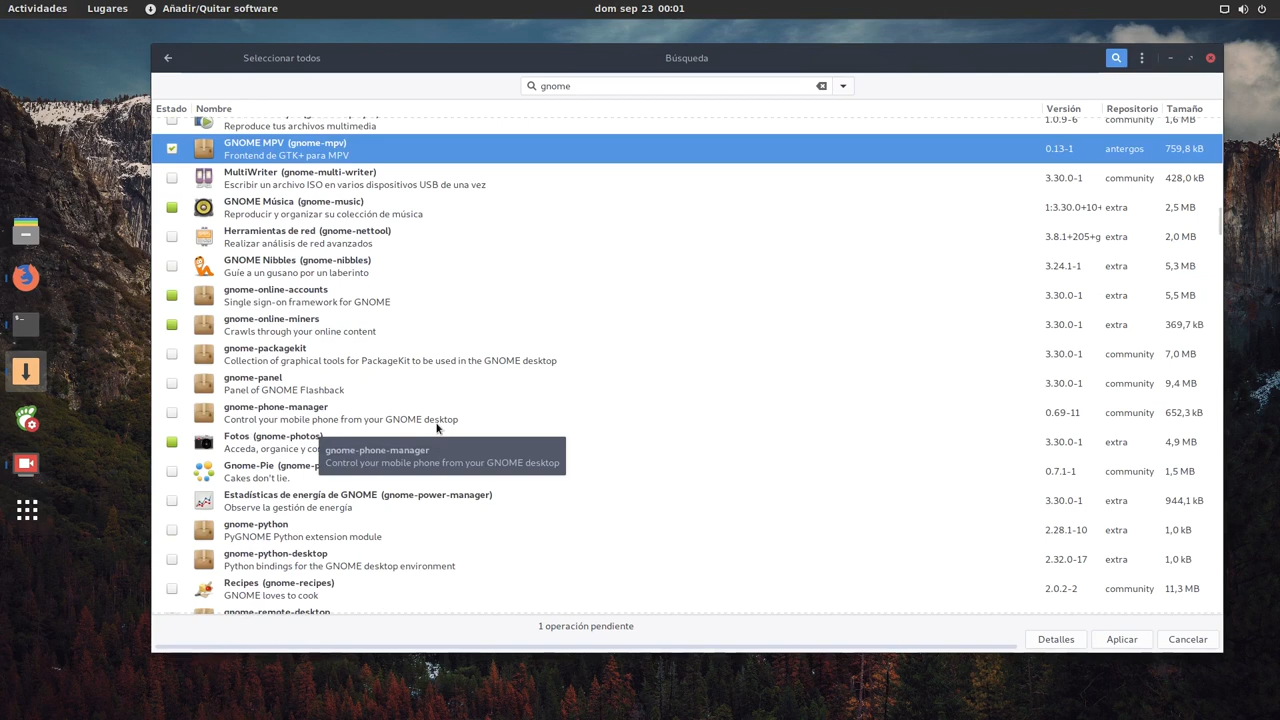 Actividades Lugares Añadir/Quitar software dom sep 23 00:01
Seleccionar todos Búsqueda
gnome
Estado Nombre Versión Repositorio Tamaño
1.0.9-6 community 1,6 MB
Reproduce tus archivos multimedia
GNOME MPV (gnome-mpv)
Frontend de GTK+ para MPV
0.13-1 antergos 759,8 kB
MultiWriter (gnome-multi-writer)
Escribir un archivo ISO en varios dispositivos USB de una vez
3.30.0-1 community 428,0 kB
GNOME Música (gnome-music)
Reproducir y organizar su colección de música
1:3.30.0+10+ extra 2,5 MB
Herramientas de red (gnome-nettool)
Realizar análisis de red avanzados
3.8.1+205+g extra 2,0 MB
GNOME Nibbles (gnome-nibbles)
Guíe a un gusano por un laberinto
3.24.1-1 extra 5,3 MB
gnome-online-accounts
Single sign-on framework for GNOME
3.30.0-1 extra 5,5 MB
gnome-online-miners
Crawls through your online content
3.30.0-1 extra 369,7 kB
gnome-packagekit
Collection of graphical tools for PackageKit to be used in the GNOME desktop
3.30.0-1 community 7,0 MB
gnome-panel
Panel of GNOME Flashback
3.30.0-1 community 9,4 MB
gnome-phone-manager
Control your mobile phone from your GNOME desktop
0.69-11 community 652,3 kB
Fotos (gnome-photos)
Acceda, organice y
3.30.0-1 extra 4,9 MB
gnome-phone-manager
Control your mobile phone from your GNOME desktop
Gnome-Pie (gnome-p
Cakes don't lie.
0.7.1-1 community 1,5 MB
Estadísticas de energía de GNOME (gnome-power-manager)
Observe la gestión de energía
3.30.0-1 extra 944,1 kB
gnome-python
PyGNOME Python extension module
2.28.1-10 extra 1,0 kB
gnome-python-desktop
Python bindings for the GNOME desktop environment
2.32.0-17 extra 1,0 kB
Recipes (gnome-recipes)
GNOME loves to cook
2.0.2-2 community 11,3 MB
gnome-remote-desktop
1 operación pendiente
Detalles Aplicar Cancelar